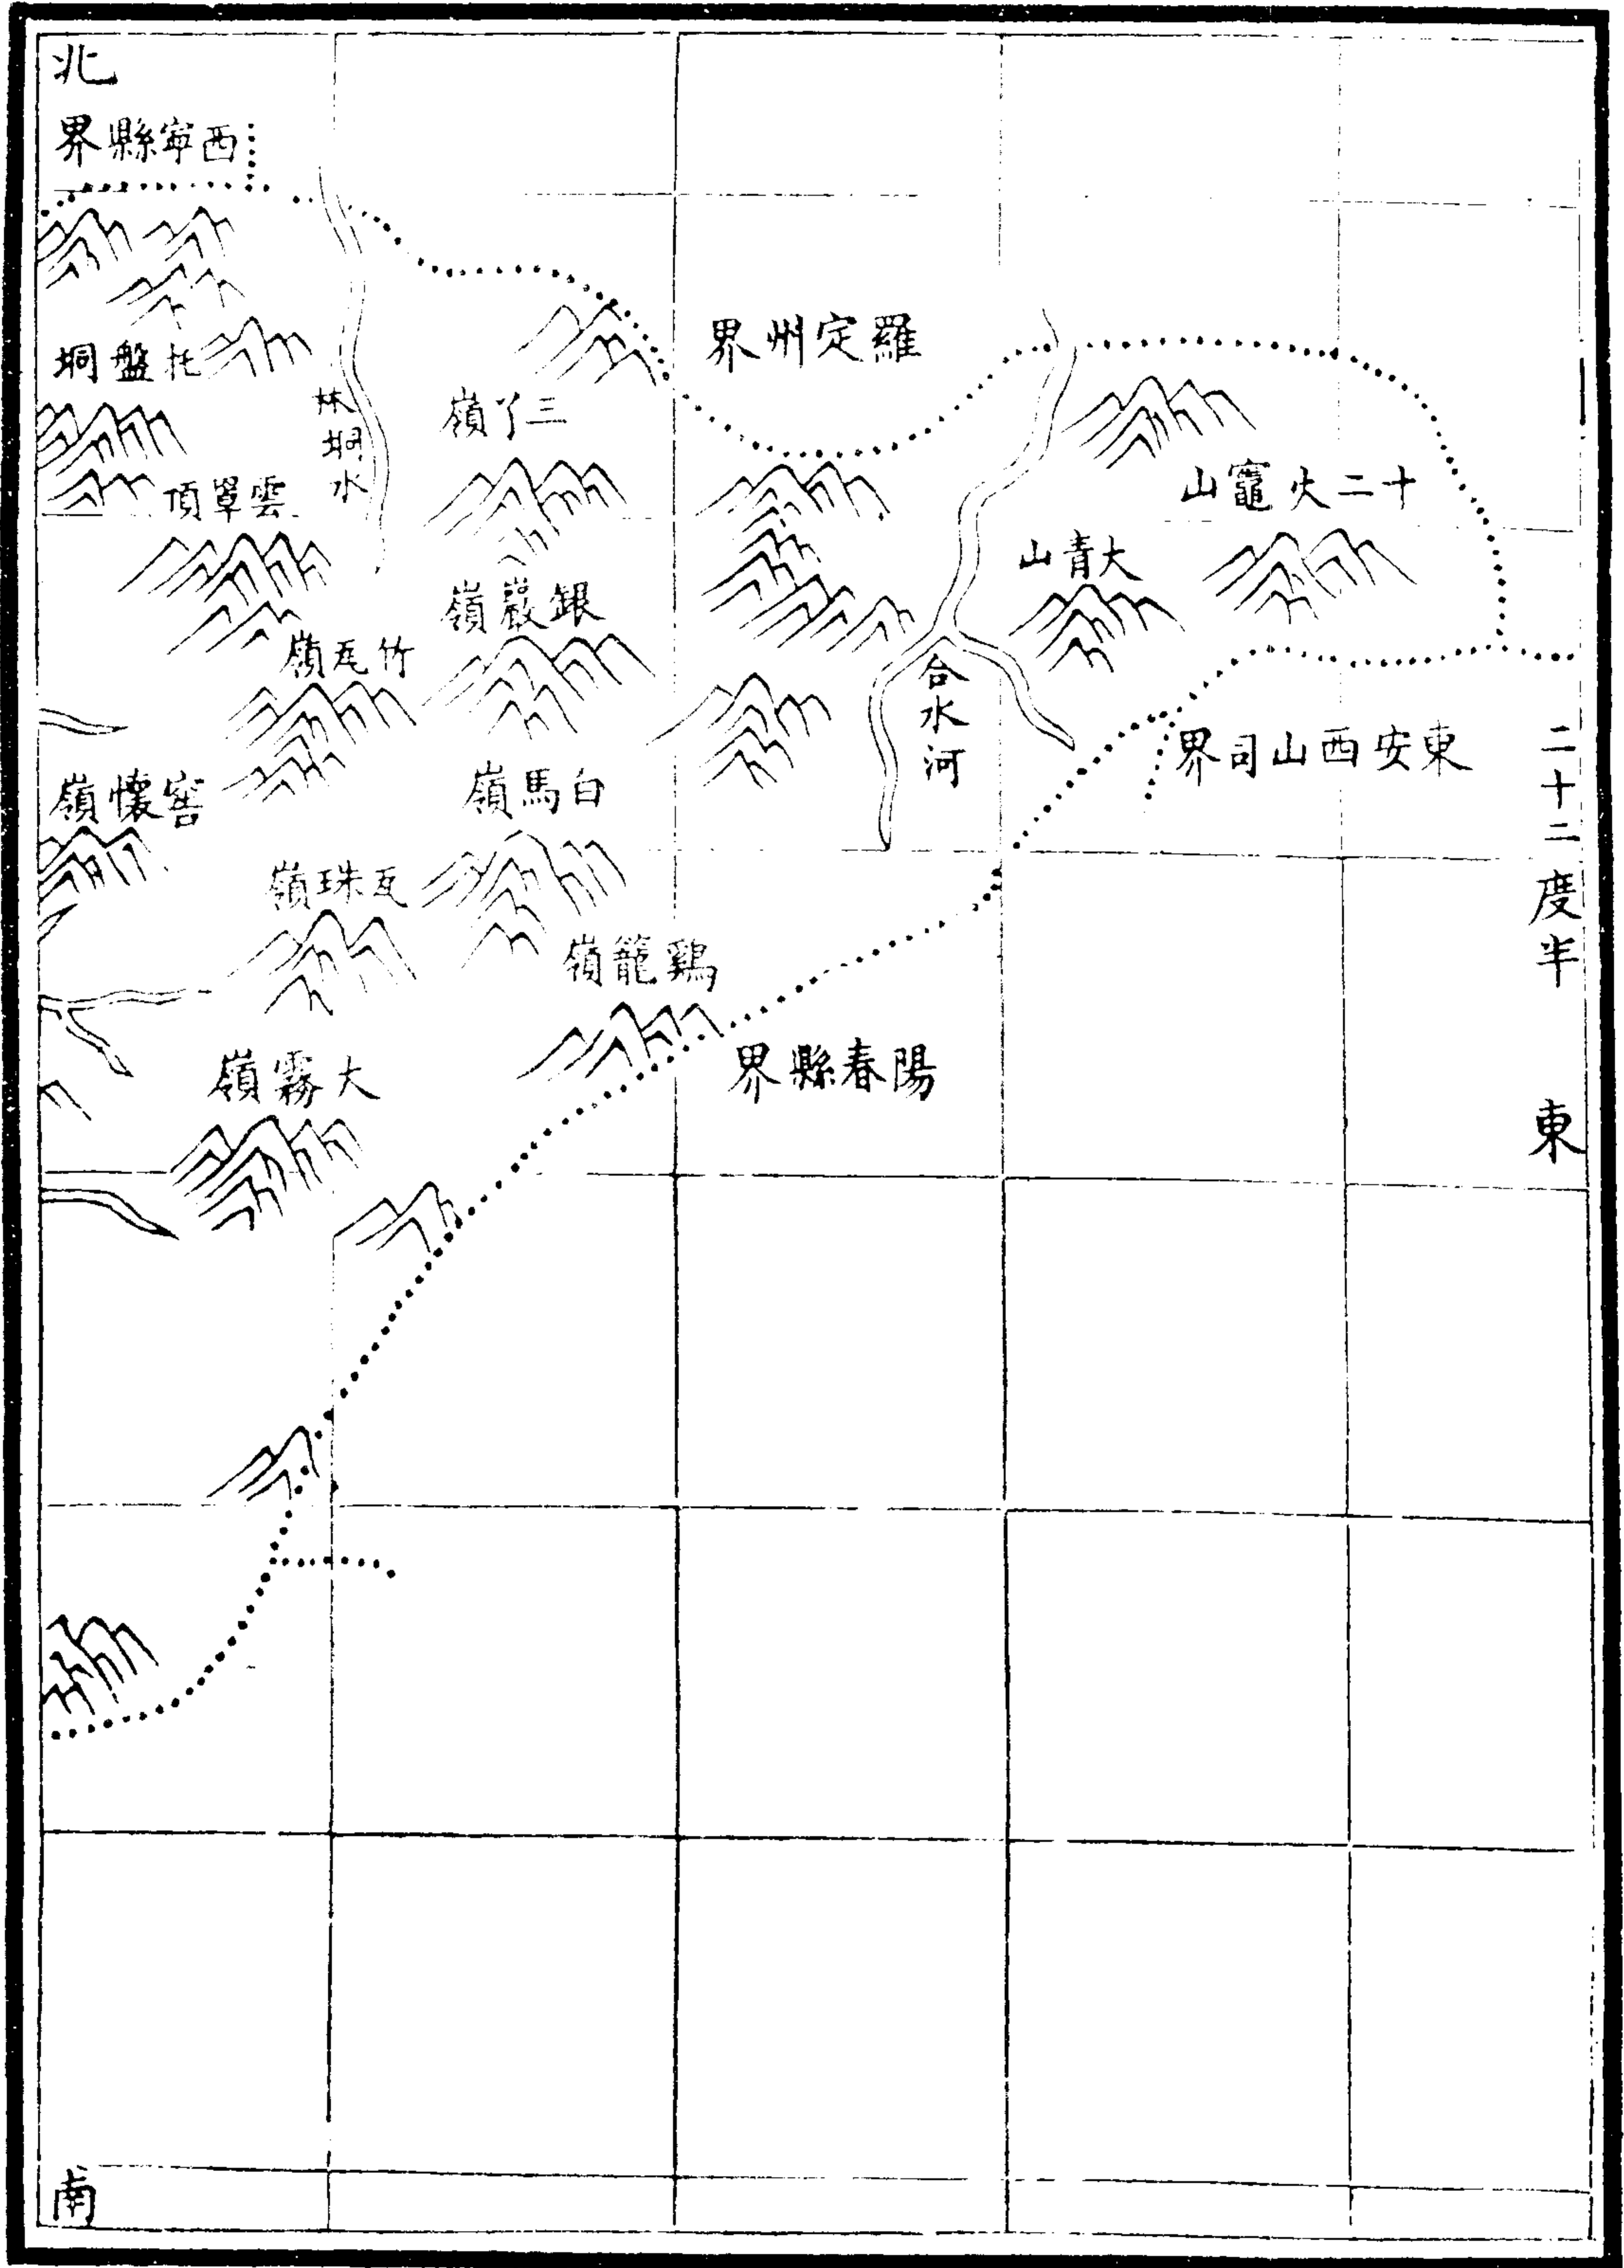 北
西寧縣界
羅定州界
托盤垌
林垌水
三丫嶺
十二火竈山
雲罩頂
大青山
銀巖嶺
竹瓦嶺
合水河
東安西山司界
二十二度半
窖懷嶺
白馬嶺
瓦珠嶺
鷄籠嶺
大霧嶺
陽春縣界
東
南